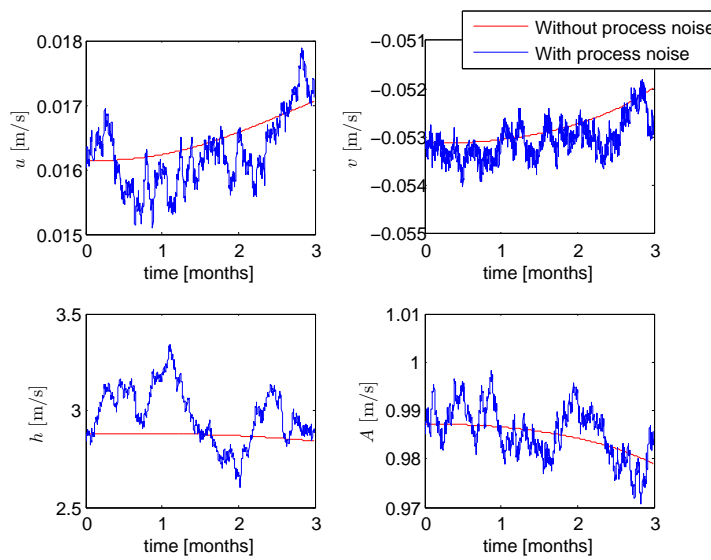 Without process noise
With process noise
0.018
0.017
0.016
0.015
u [m/s]
0 1 2 3
time [months]
−0.051
−0.052
−0.053
−0.054
−0.055
v [m/s]
0 1 2 3
time [months]
3.5
3
2.5
h [m/s]
0 1 2 3
time [months]
1.01
1
0.99
0.98
0.97
A [m/s]
0 1 2 3
time [months]